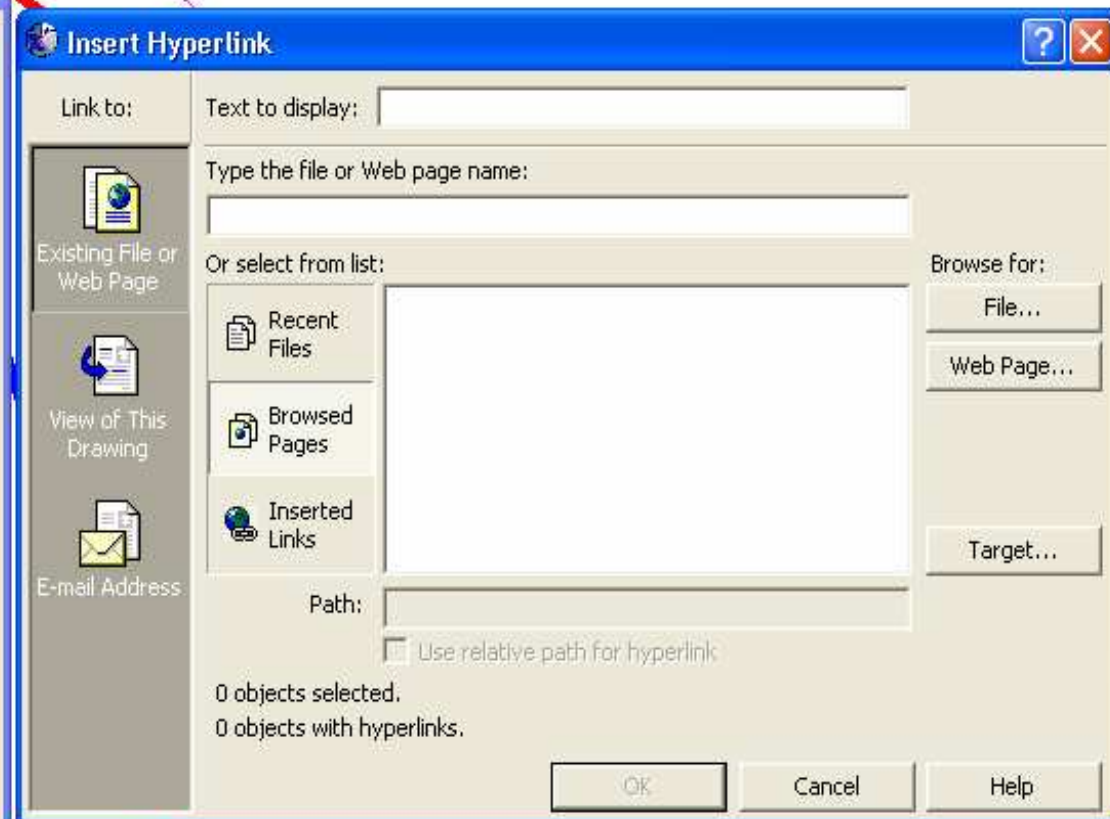 Insert Hyperlink
Link to:
Text to display:
Existing File or
Web Page
View of This
Drawing
E-mail Address
Type the file or Web page name:
Or select from list:
Recent
Files
Browsed
Pages
Inserted
Links
Browse for:
File...
Web Page...
Target...
Path:
Use relative path for hyperlink
0 objects selected.
0 objects with hyperlinks.
OK
Cancel
Help